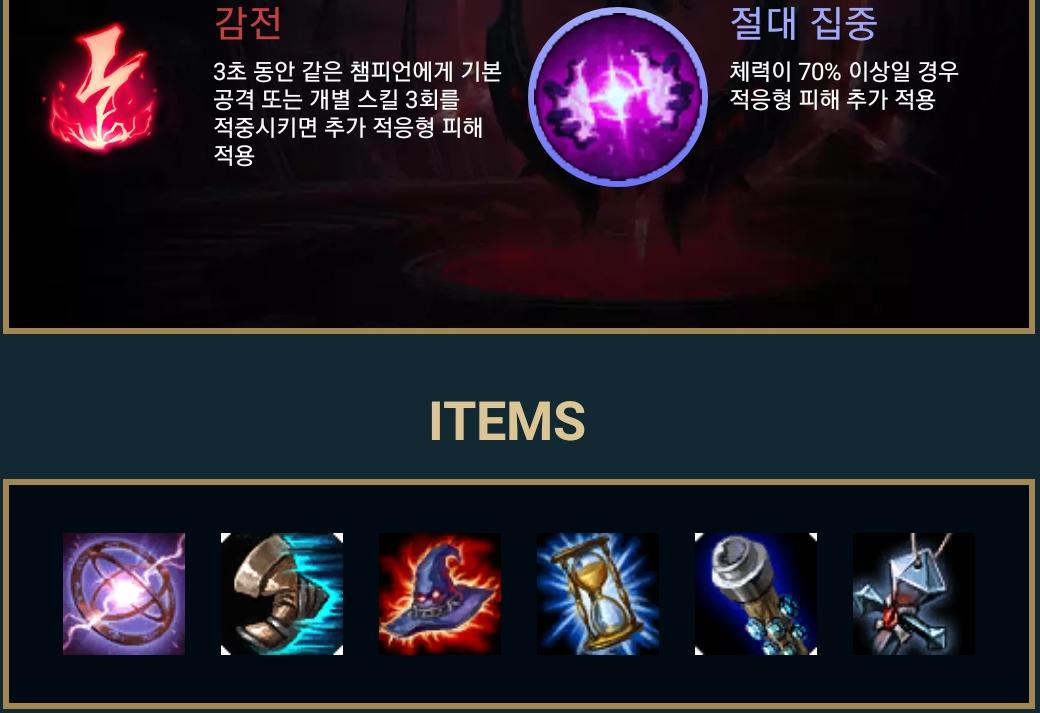 감전
3초 동안 같은 챔피언에게 기본
공격 또는 개별 스킬 3회를
적중시키면 추가 적응형 피해
적용
절대 집중
체력이 70% 이상일 경우
적응형 피해 추가 적용
ITEMS